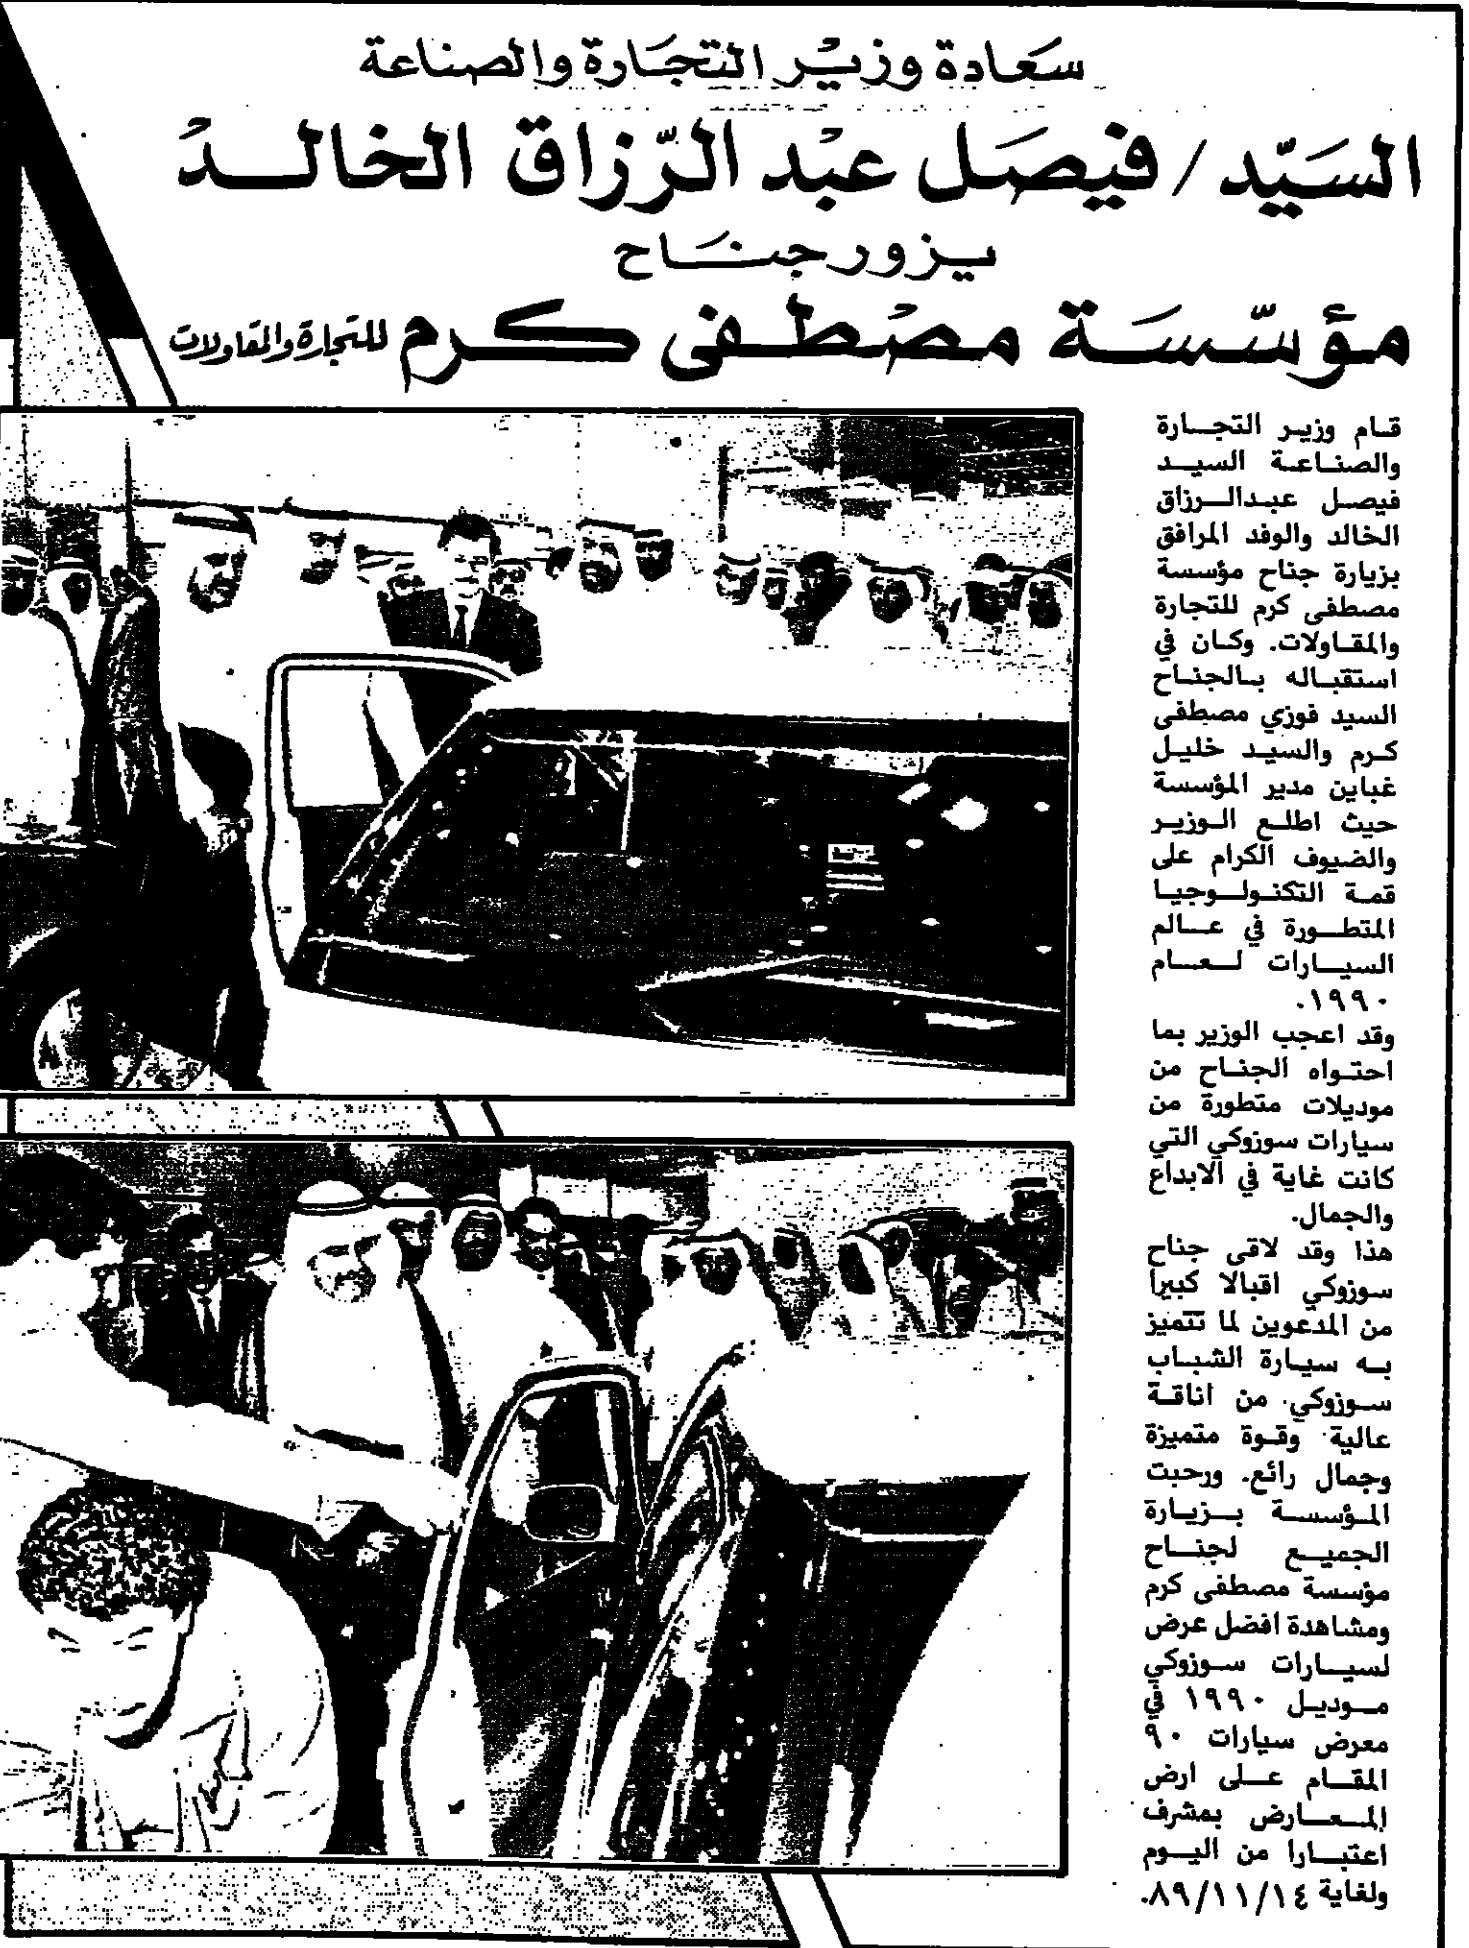 سعادة وزير التجارة والصناعة
السيّد / فيصل عبد الرّزاق الخالد
يزور جناح
مؤسّسة مصطفى كرم للتجارة والمقاولات
قام وزير التجارة
والصناعة السيد
فيصل عبدالرزاق
الخالد والوفد المرافق
بزيارة جناح مؤسسة
مصطفى كرم للتجارة
والمقاولات. وكان في
استقباله بالجناح
السيد فوزي مصطفى
كرم والسيد خليل
غباين مدير المؤسسة
حيث اطلع الوزير
والضيوف الكرام على
قمة التكنولوجيا
المتطورة في عالم
السيارات لعام
١٩٩٠.
وقد اعجب الوزير بما
احتواه الجناح من
موديلات متطورة من
سيارات سوزوكي التي
كانت غاية في الابداع
والجمال.
هذا وقد لاقى جناح
سوزوكي اقبالا كبيرا
من المدعوين لما تتميز
به سيارة الشباب
سوزوكي من اناقة
عالية وقوة متميزة
وجمال رائع. ورحبت
المؤسسة بزيارة
الجميع لجناح
مؤسسة مصطفى كرم
ومشاهدة افضل عرض
لسيارات سوزوكي
موديل ١٩٩٠ في
معرض سيارات ٩٠
المقام على ارض
المعارض بمشرف
اعتبارا من اليوم
ولغاية ٨٩/١١/١٤.